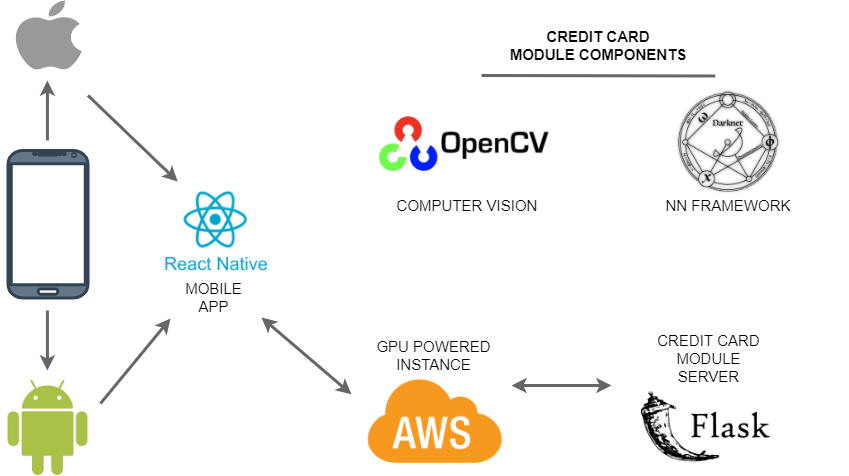 CREDIT CARD
MODULE COMPONENTS
OpenCV
COMPUTER VISION
Darknet
ω
φ
x
NN FRAMEWORK
React Native
MOBILE
APP
GPU POWERED
INSTANCE
AWS
CREDIT CARD
MODULE
SERVER
Flask